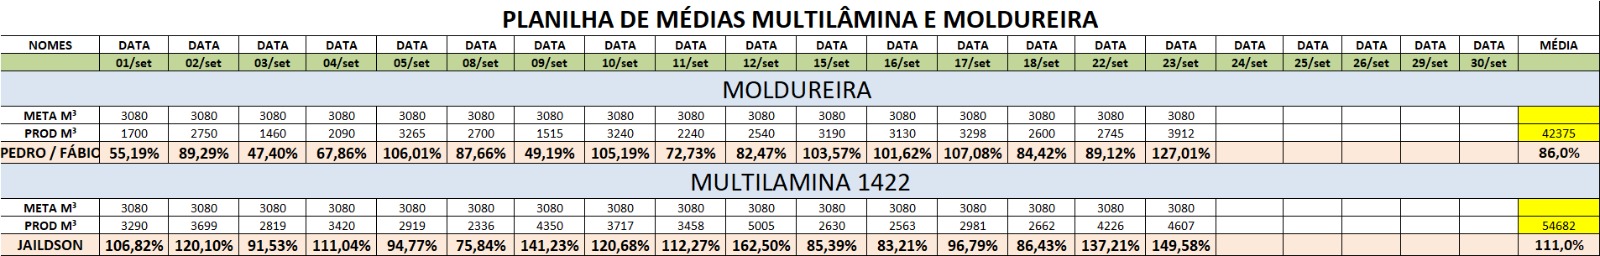 PLANILHA DE MÉDIAS MULTILÂMINA E MOLDUREIRA
NOMES DATA DATA DATA DATA DATA DATA DATA DATA DATA DATA DATA DATA DATA DATA DATA DATA DATA DATA DATA DATA DATA MÉDIA
01/set 02/set 03/set 04/set 05/set 08/set 09/set 10/set 11/set 12/set 15/set 16/set 17/set 18/set 22/set 23/set 24/set 25/set 26/set 29/set 30/set
MOLDUREIRA
META M³ 3080 3080 3080 3080 3080 3080 3080 3080 3080 3080 3080 3080 3080 3080 3080 3080
PROD M³ 1700 2750 1460 2090 3265 2700 1515 3240 2240 2540 3190 3130 3298 2600 2745 3912 42375
PEDRO / FÁBIO 55,19% 89,29% 47,40% 67,86% 106,01% 87,66% 49,19% 105,19% 72,73% 82,47% 103,57% 101,62% 107,08% 84,42% 89,12% 127,01% 86,0%
MULTILAMINA 1422
META M³ 3080 3080 3080 3080 3080 3080 3080 3080 3080 3080 3080 3080 3080 3080 3080 3080
PROD M³ 3290 3699 2819 3420 2919 2336 4350 3717 3458 5005 2630 2563 2981 2662 4226 4607 54682
JAILDSON 106,82% 120,10% 91,53% 111,04% 94,77% 75,84% 141,23% 120,68% 112,27% 162,50% 85,39% 83,21% 96,79% 86,43% 137,21% 149,58% 111,0%